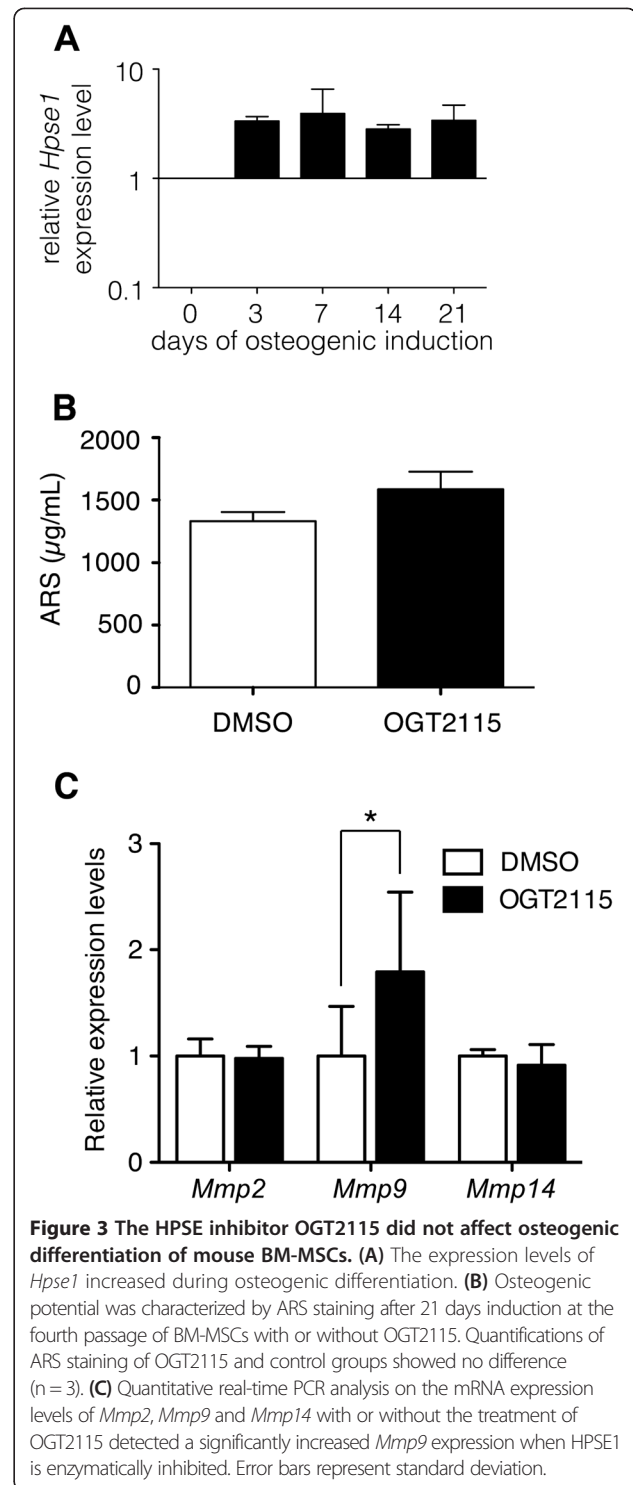 A
10
1
0.1
relative Hpse1
expression level
0 3 7 14 21
days of osteogenic induction
B
2000
1500
1000
500
0
ARS (µg/mL)
DMSO OGT2115
C
3
2
1
0
Relative expression levels
*
DMSO
OGT2115
Mmp2 Mmp9 Mmp14
Figure 3 The HPSE inhibitor OGT2115 did not affect osteogenic
differentiation of mouse BM-MSCs. (A) The expression levels of
Hpse1 increased during osteogenic differentiation. (B) Osteogenic
potential was characterized by ARS staining after 21 days induction at the
fourth passage of BM-MSCs with or without OGT2115. Quantifications of
ARS staining of OGT2115 and control groups showed no difference
(n = 3). (C) Quantitative real-time PCR analysis on the mRNA expression
levels of Mmp2, Mmp9 and Mmp14 with or without the treatment of
OGT2115 detected a significantly increased Mmp9 expression when HPSE1
is enzymatically inhibited. Error bars represent standard deviation.